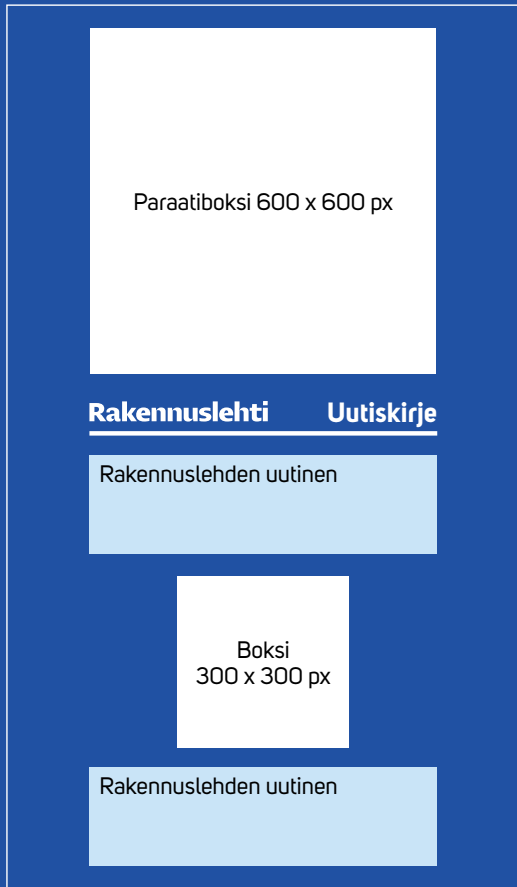 Paraatiboksi 600 x 600 px
Rakennuslehti Uutiskirje
Rakennuslehden uutinen
Boksi
300 x 300 px
Rakennuslehden uutinen